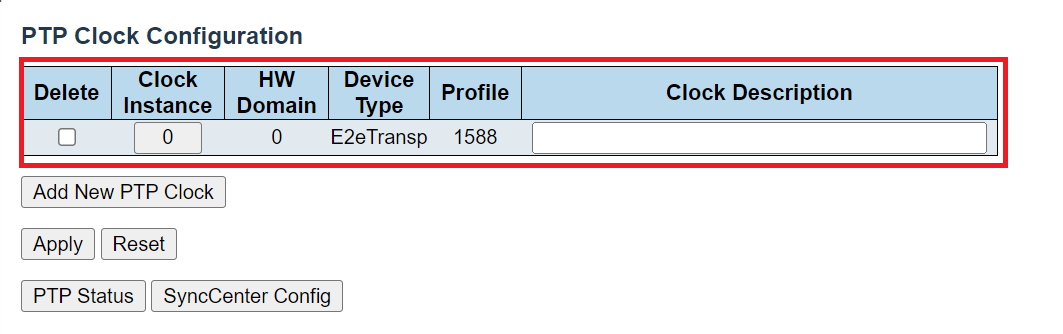 PTP Clock Configuration
Delete Clock Instance HW Domain Device Type Profile Clock Description
0 0 E2eTransp 1588
Add New PTP Clock
Apply Reset
PTP Status SyncCenter Config